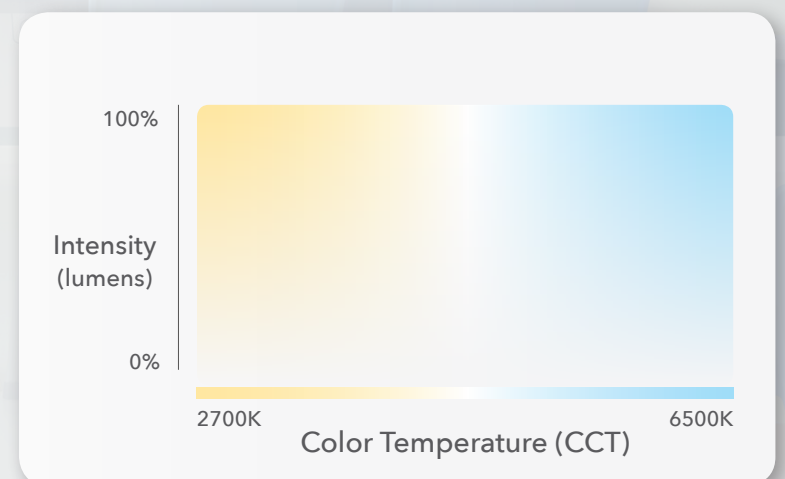 100%
Intensity
(lumens)
0%
2700K
6500K
Color Temperature (CCT)